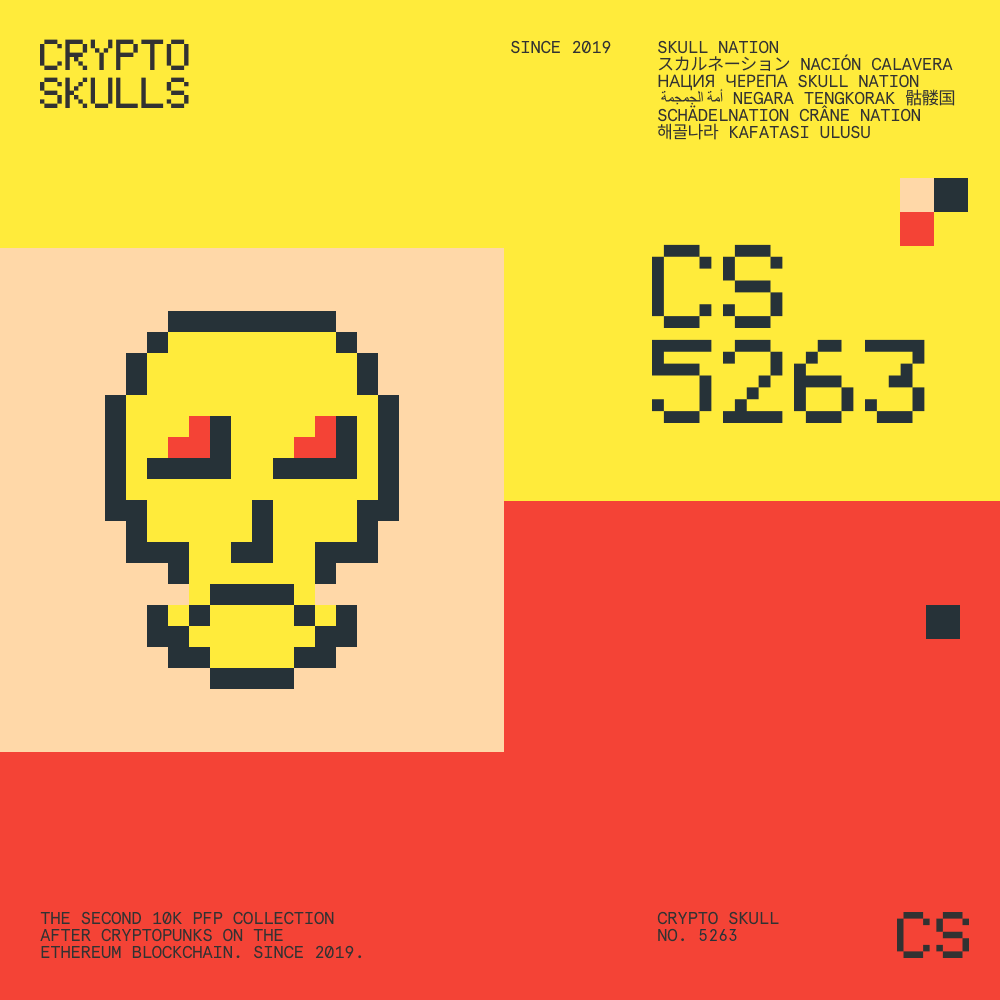 CRYPTO
SKULLS
SINCE 2019
SKULL NATION
スカルネーション NACIÓN CALAVERA
НАЦИЯ ЧЕРЕПА SKULL NATION
أمة الجمجمة NEGARA TENGKORAK 骷髅国
SCHÄDELNATION CRÂNE NATION
해골나라 KAFATASI ULUSU
CS
5263
THE SECOND 10K PFP COLLECTION
AFTER CRYPTOPUNKS ON THE
ETHEREUM BLOCKCHAIN. SINCE 2019.
CRYPTO SKULL
NO. 5263
CS